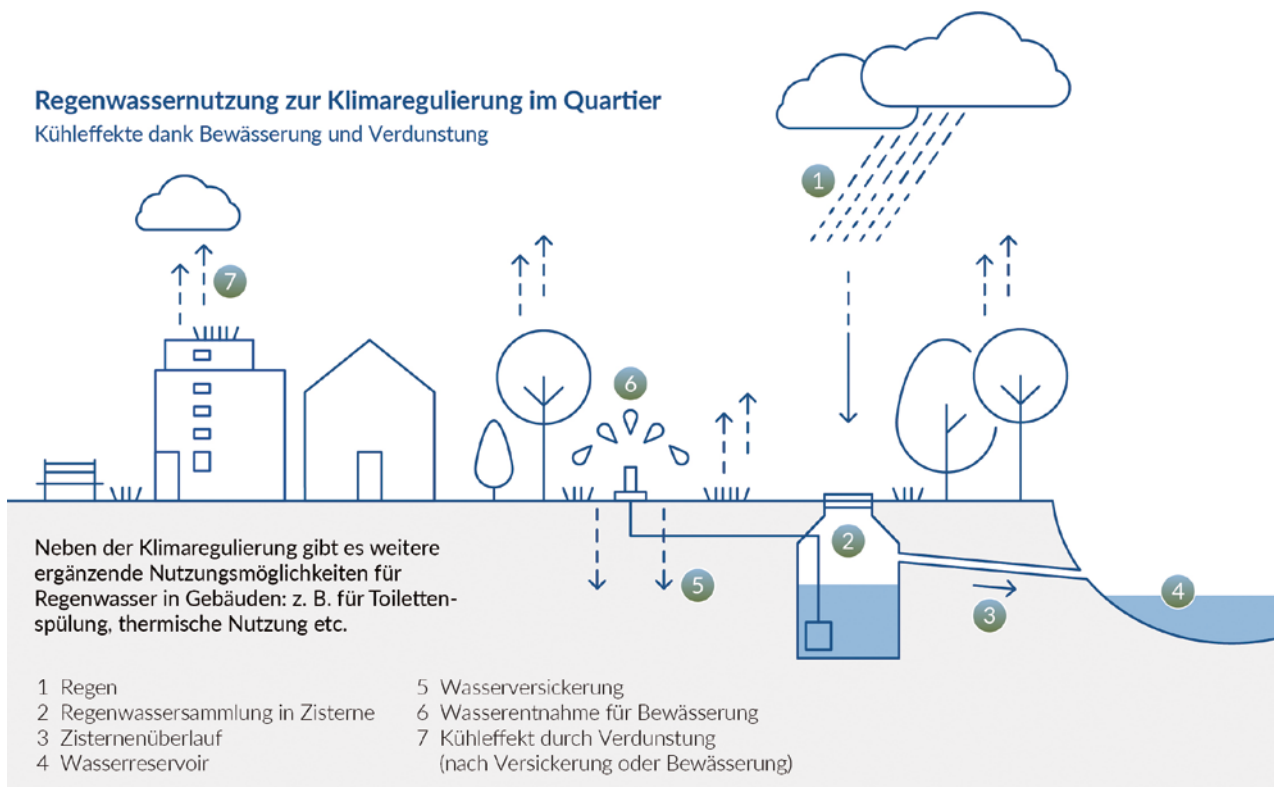 Regenwassernutzung zur Klimaregulierung im Quartier
Kühleffekte dank Bewässerung und Verdunstung
1
7
6
2
5
3
4
Neben der Klimaregulierung gibt es weitere
ergänzende Nutzungsmöglichkeiten für
Regenwasser in Gebäuden: z. B. für Toiletten-
spülung, thermische Nutzung etc.
1 Regen
2 Regenwassersammlung in Zisterne
3 Zisternenüberlauf
4 Wasserreservoir
5 Wasserversickerung
6 Wasserentnahme für Bewässerung
7 Kühleffekt durch Verdunstung
(nach Versickerung oder Bewässerung)